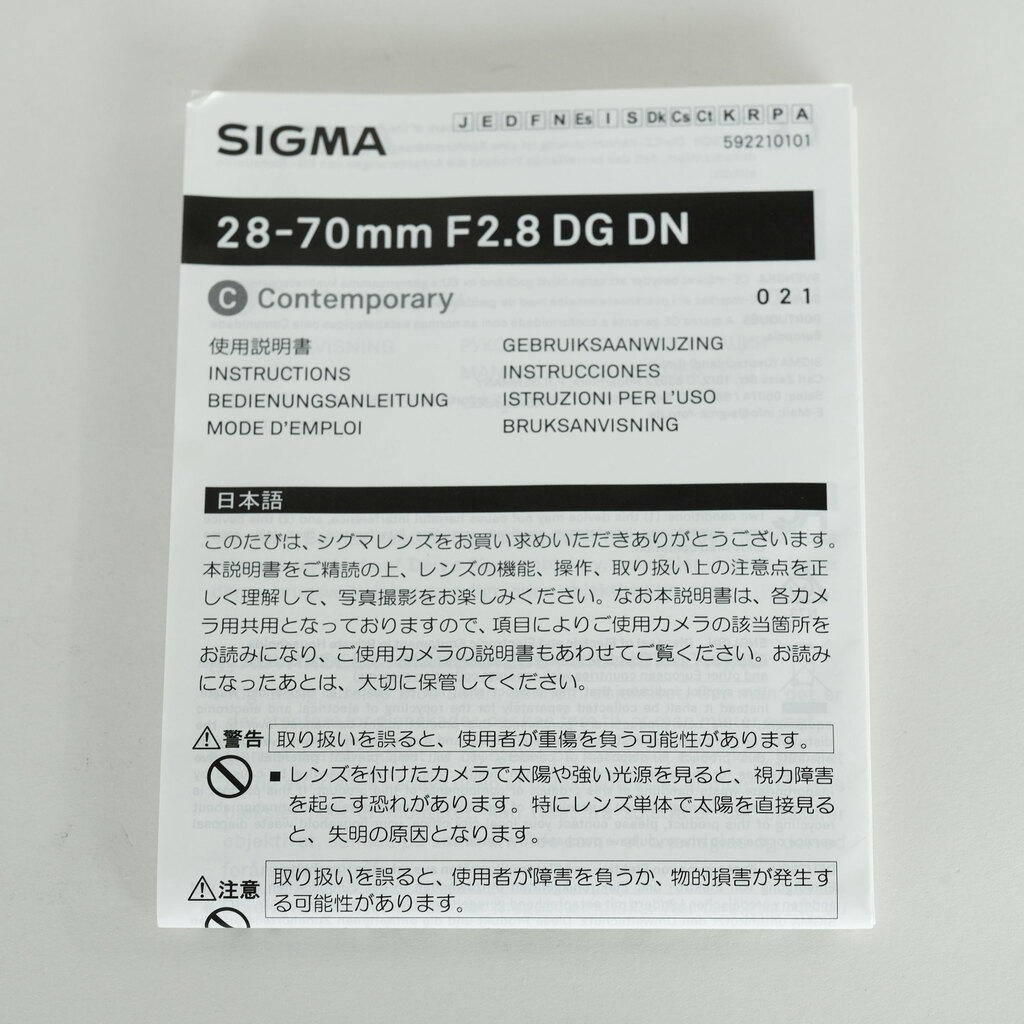 SIGMA
J E D F N Es I S Dk Cs Ct K R P A
592210101
28-70mm F2.8 DG DN
C Contemporary
021
使用説明書
INSTRUCTIONS
BEDIENUNGSANLEITUNG
MODE D'EMPLOI
GEBRUIKSAANWIJZING
INSTRUCCIONES
ISTRUZIONI PER L'USO
BRUKSANVISNING
日本語
このたびは、シグマレンズをお買い求めいただきありがとうございます。
本説明書をご精読の上、レンズの機能、操作、取り扱い上の注意点を正
しく理解して、写真撮影をお楽しみください。なお本説明書は、各カメ
ラ用共用となっておりますので、項目によりご使用カメラの該当箇所を
お読みになり、ご使用カメラの説明書もあわせてご覧ください。お読み
になったあとは、大切に保管してください。
警告 取り扱いを誤ると、使用者が重傷を負う可能性があります。
■ レンズを付けたカメラで太陽や強い光源を見ると、視力障害
を起こす恐れがあります。特にレンズ単体で太陽を直接見る
と、失明の原因となります。
注意 取り扱いを誤ると、使用者が障害を負うか、物的損害が発生す
る可能性があります。